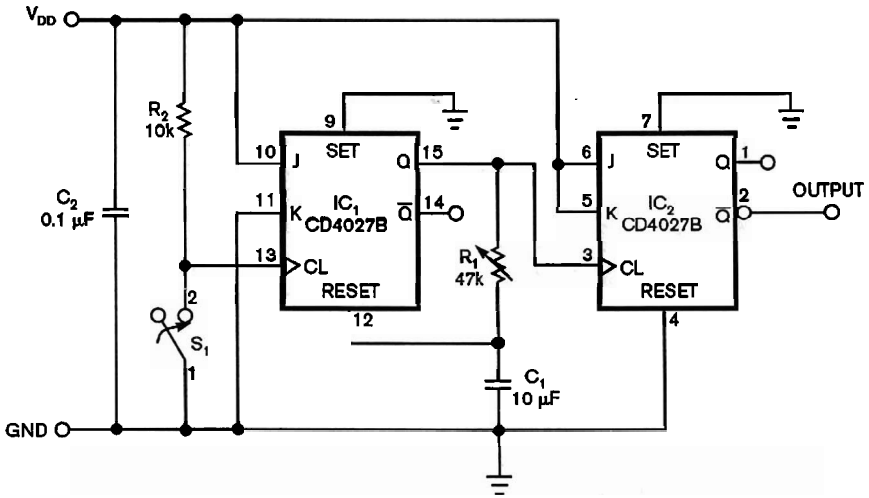 VDD
R2
10k
C2
0.1 µF
S1
2
1
GND
9
SET
10
J
Q
15
11
K
IC1
CD4027B
Q̅
14
13
CL
RESET
12
R1
47k
C1
10 µF
7
SET
6
J
Q
1
5
K
IC2
CD4027B
Q̅
2
OUTPUT
3
CL
RESET
4